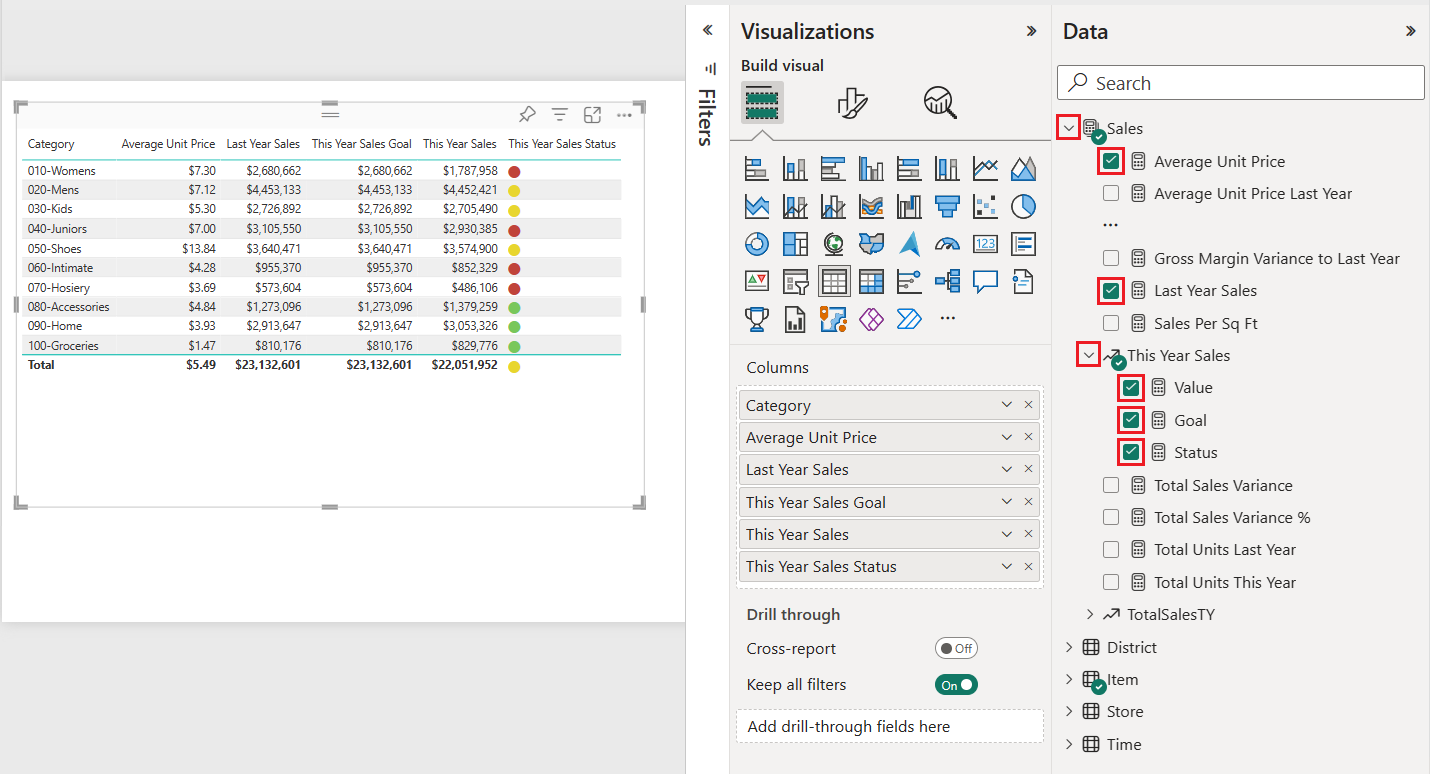 Category Average Unit Price Last Year Sales This Year Sales Goal This Year Sales This Year Sales Status
010-Womens $7.30 $2,680,662 $2,680,662 $1,787,958
020-Mens $7.12 $4,453,133 $4,453,133 $4,452,421
030-Kids $5.30 $2,726,892 $2,726,892 $2,705,490
040-Juniors $7.00 $3,105,550 $3,105,550 $2,930,385
050-Shoes $13.84 $3,640,471 $3,640,471 $3,574,900
060-Intimate $4.28 $955,370 $955,370 $852,329
070-Hosiery $3.69 $573,604 $573,604 $486,106
080-Accessories $4.84 $1,273,096 $1,273,096 $1,379,259
090-Home $3.93 $2,913,647 $2,913,647 $3,053,326
100-Groceries $1.47 $810,176 $810,176 $829,776
Total $5.49 $23,132,601 $23,132,601 $22,051,952
Filters
Visualizations
Build visual
123
Columns
Category
Average Unit Price
Last Year Sales
This Year Sales Goal
This Year Sales
This Year Sales Status
Drill through
Cross-report Off
Keep all filters On
Add drill-through fields here
Data
Search
Sales
Average Unit Price
Average Unit Price Last Year
...
Gross Margin Variance to Last Year
Last Year Sales
Sales Per Sq Ft
This Year Sales
Value
Goal
Status
Total Sales Variance
Total Sales Variance %
Total Units Last Year
Total Units This Year
TotalSalesTY
District
Item
Store
Time